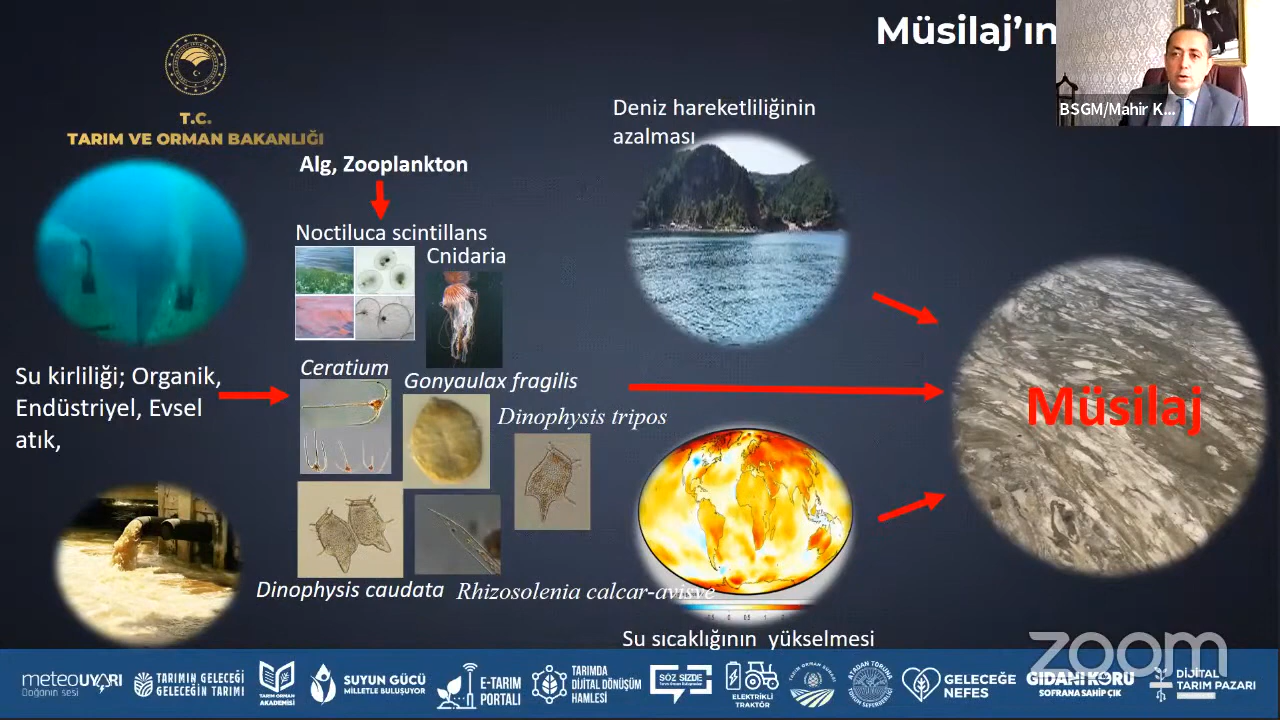 Müsilaj’ın
BSGM/Mahir K...
T.C.
TARIM VE ORMAN BAKANLIĞI
Deniz hareketliliğinin
azalması
Alg, Zooplankton
Noctiluca scintillans
Cnidaria
Su kirliliği; Organik,
Endüstriyel, Evsel
atık,
Ceratium
Gonyaulax fragilis
Dinophysis tripos
Müsilaj
Dinophysis caudata
Rhizosolenia calcar-avisve
Su sıcaklığının yükselmesi
zoom
meteoUYARI
Doğanın sesi
TARIMIN GELECEĞİ
GELECEĞİN TARIMI
TARIM ORMAN
AKADEMİSİ
SUYUN GÜCÜ
MİLLETLE BULUŞUYOR
E-TARIM
PORTALI
TARIMDA
DİJİTAL DÖNÜŞÜM
HAMLESİ
SÖZ SİZDE
ELEKTRİKLİ
TRAKTÖR
GELECEĞE
NEFES
GIDANI KORU
SOFRANA SAHİP ÇIK
DİJİTAL
TARIM PAZARI